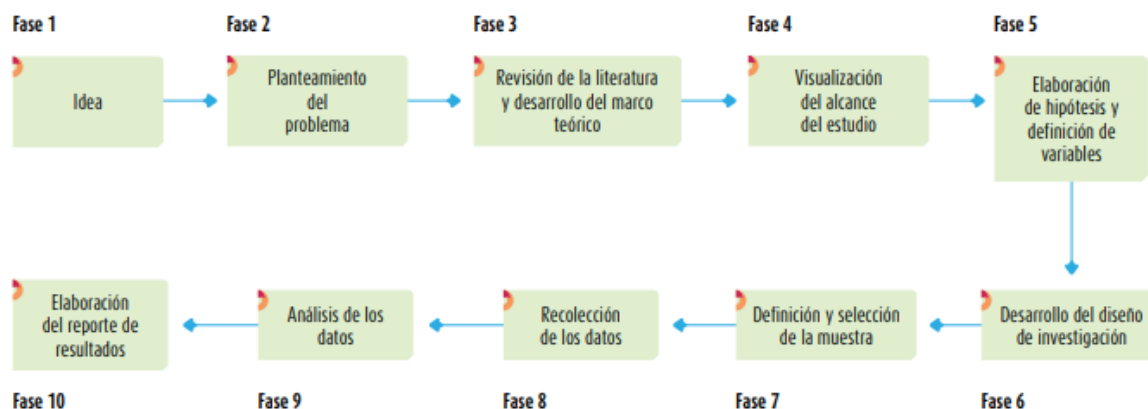 Fase 1
Fase 2
Fase 3
Fase 4
Fase 5
Idea
Planteamiento
del
problema
Revisión de la literatura
y desarrollo del marco
teórico
Visualización
del alcance
del estudio
Elaboración
de hipótesis y
definición de
variables
Elaboración
del reporte de
resultados
Análisis de los
datos
Recolección
de los datos
Definición y selección
de la muestra
Desarrollo del diseño
de investigación
Fase 10
Fase 9
Fase 8
Fase 7
Fase 6